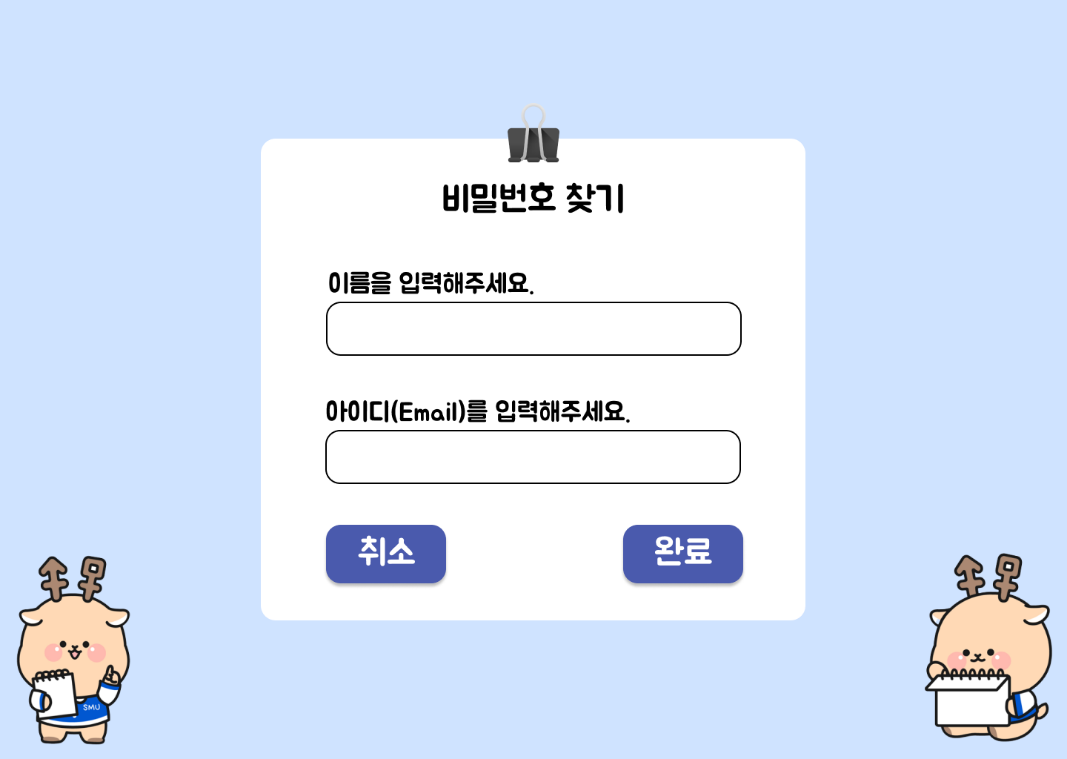 비밀번호 찾기
이름을 입력해주세요.
아이디(Email)를 입력해주세요.
취소
완료
SMU